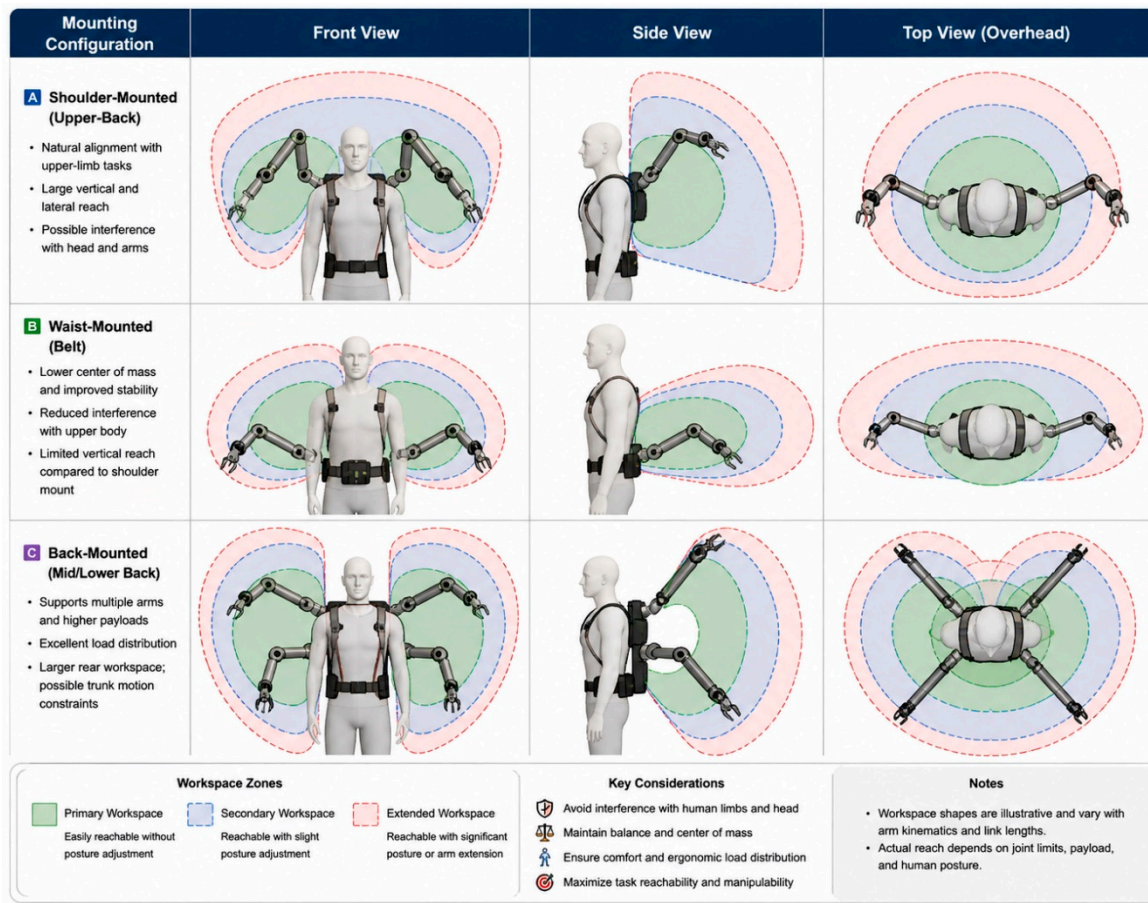 Mounting
Configuration
Front View
Side View
Top View (Overhead)
A Shoulder-Mounted
(Upper-Back)
• Natural alignment with
upper-limb tasks
• Large vertical and
lateral reach
• Possible interference
with head and arms
B Waist-Mounted
(Belt)
• Lower center of mass
and improved stability
• Reduced interference
with upper body
• Limited vertical reach
compared to shoulder
mount
C Back-Mounted
(Mid/Lower Back)
• Supports multiple arms
and higher payloads
• Excellent load distribution
• Larger rear workspace;
possible trunk motion
constraints
Workspace Zones
Primary Workspace
Easily reachable without
posture adjustment
Secondary Workspace
Reachable with slight
posture adjustment
Extended Workspace
Reachable with significant
posture or arm extension
Key Considerations
Avoid interference with human limbs and head
Maintain balance and center of mass
Ensure comfort and ergonomic load distribution
Maximize task reachability and manipulability
Notes
• Workspace shapes are illustrative and vary with
arm kinematics and link lengths.
• Actual reach depends on joint limits, payload,
and human posture.